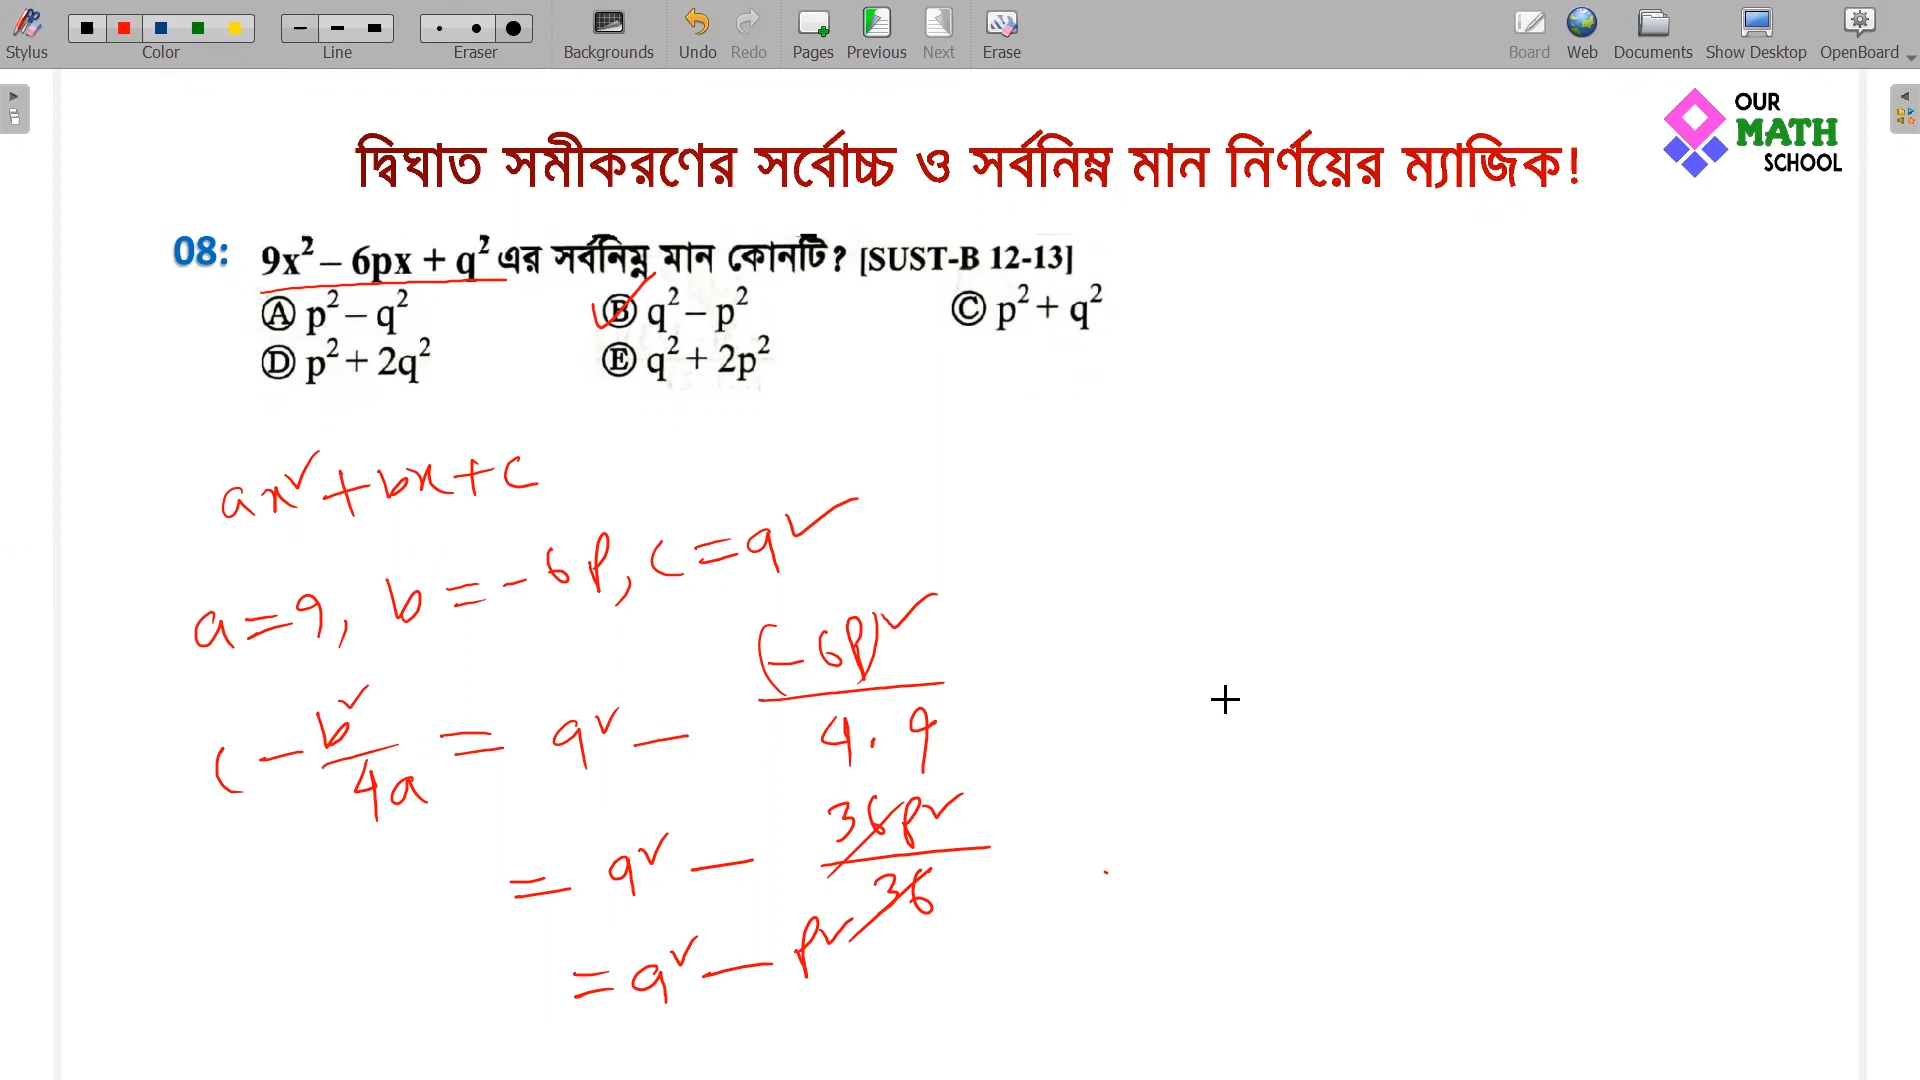 Stylus Color Line Eraser Backgrounds Undo Redo Pages Previous Next Erase Board Web Documents Show Desktop OpenBoard
OUR
MATH
SCHOOL
দ্বিঘাত সমীকরণের সর্বোচ্চ ও সর্বনিম্ন মান নির্ণয়ের ম্যাজিক!
08: 9x² – 6px + q² এর সর্বনিম্ন মান কোনটি? [SUST-B 12-13]
Ⓐ p² – q² Ⓑ q² – p² Ⓒ p² + q²
Ⓓ p² + 2q² Ⓔ q² + 2p²
ax² + bx + c
a = 9, b = -6p, c = q²
c - b²/4a = q² - (-6p)²/4.9
= q² - 36p²/36
= q² - p²